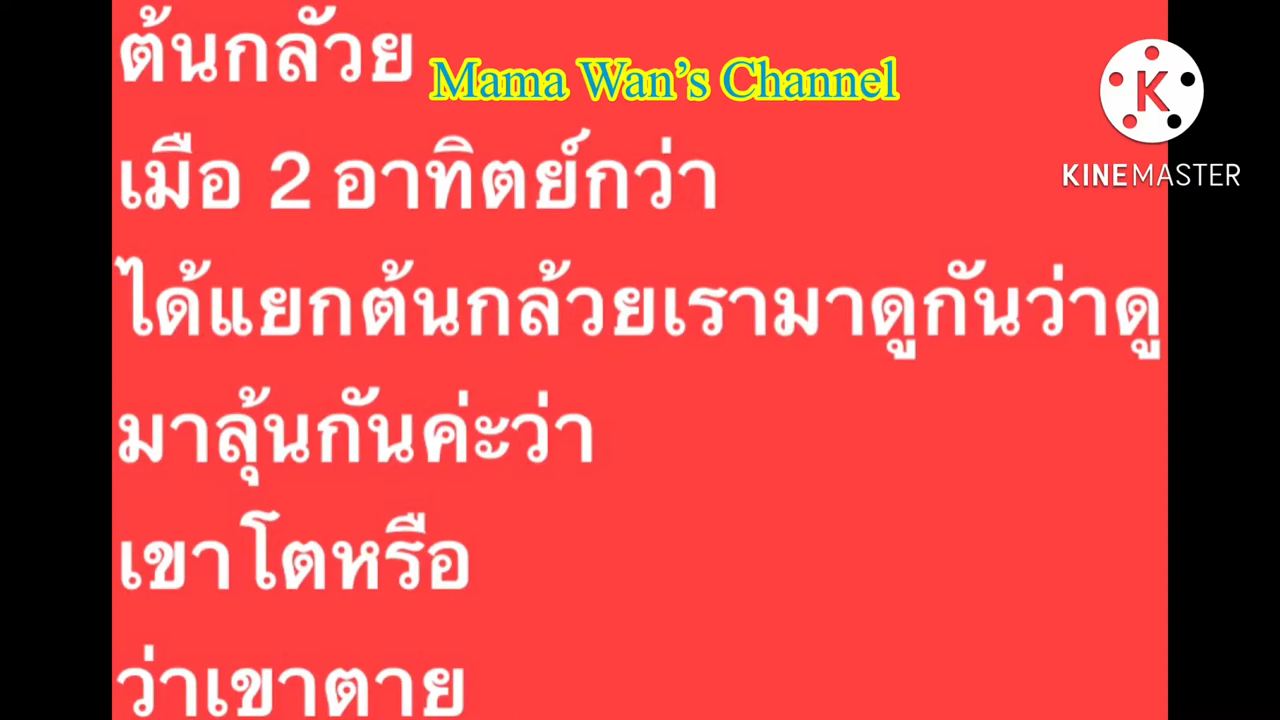 ต้นกลัวย
Mama Wan's Channel
K
KINEMASTER
เมือ 2 อาทิตย์กว่า
ได้แยกต้นกล้วยเรามาดูกันว่าดู
มาลุ้นกันค่ะว่า
เขาโตหรือ
ว่าเขาตาย